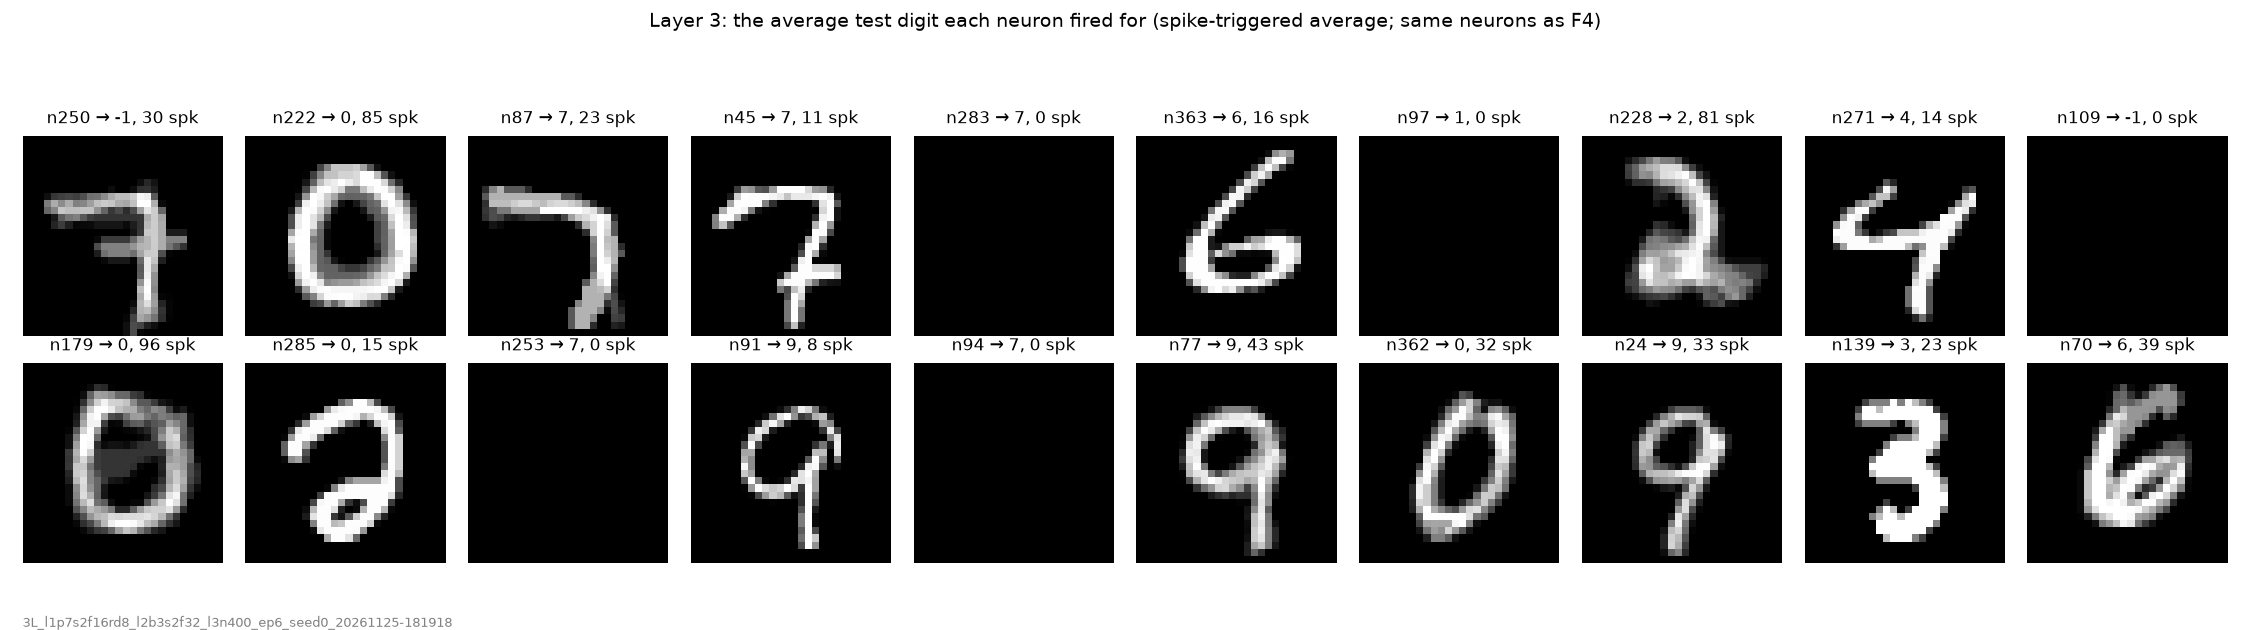 Layer 3: the average test digit each neuron fired for (spike-triggered average; same neurons as F4)
n250 → -1, 30 spk
n222 → 0, 85 spk
n87 → 7, 23 spk
n45 → 7, 11 spk
n283 → 7, 0 spk
n363 → 6, 16 spk
n97 → 1, 0 spk
n228 → 2, 81 spk
n271 → 4, 14 spk
n109 → -1, 0 spk
n179 → 0, 96 spk
n285 → 0, 15 spk
n253 → 7, 0 spk
n91 → 9, 8 spk
n94 → 7, 0 spk
n77 → 9, 43 spk
n362 → 0, 32 spk
n24 → 9, 33 spk
n139 → 3, 23 spk
n70 → 6, 39 spk
3L_l1p7s2f16rd8_l2b3s2f32_l3n400_ep6_seed0_20261125-181918